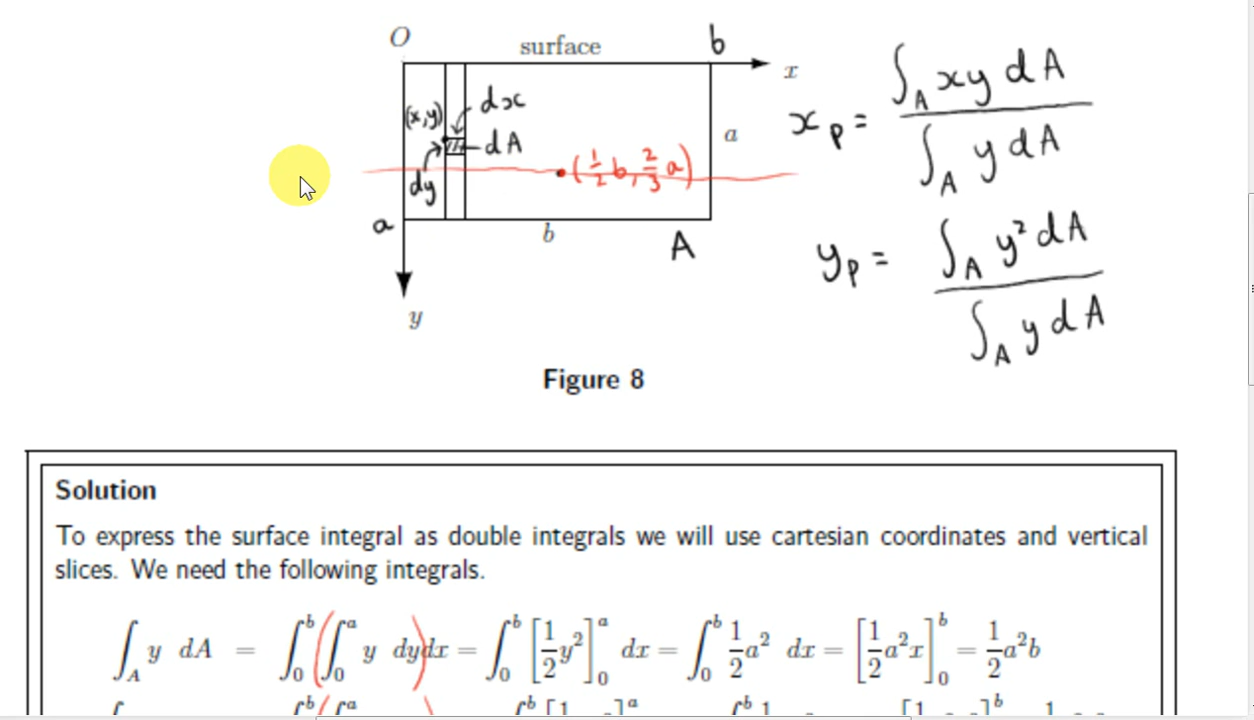 O surface b
x
(x,y) dx
dA a
dy (1/2 b, 2/3 a)
a b A
y
x_p = ∫_A xy dA / ∫_A y dA
y_p = ∫_A y² dA / ∫_A y dA
Figure 8
Solution
To express the surface integral as double integrals we will use cartesian coordinates and vertical
slices. We need the following integrals.
∫_A y dA = ∫_0^b (∫_0^a y dy) dx = ∫_0^b [1/2 y²]_0^a dx = ∫_0^b 1/2 a² dx = [1/2 a² x]_0^b = 1/2 a² b